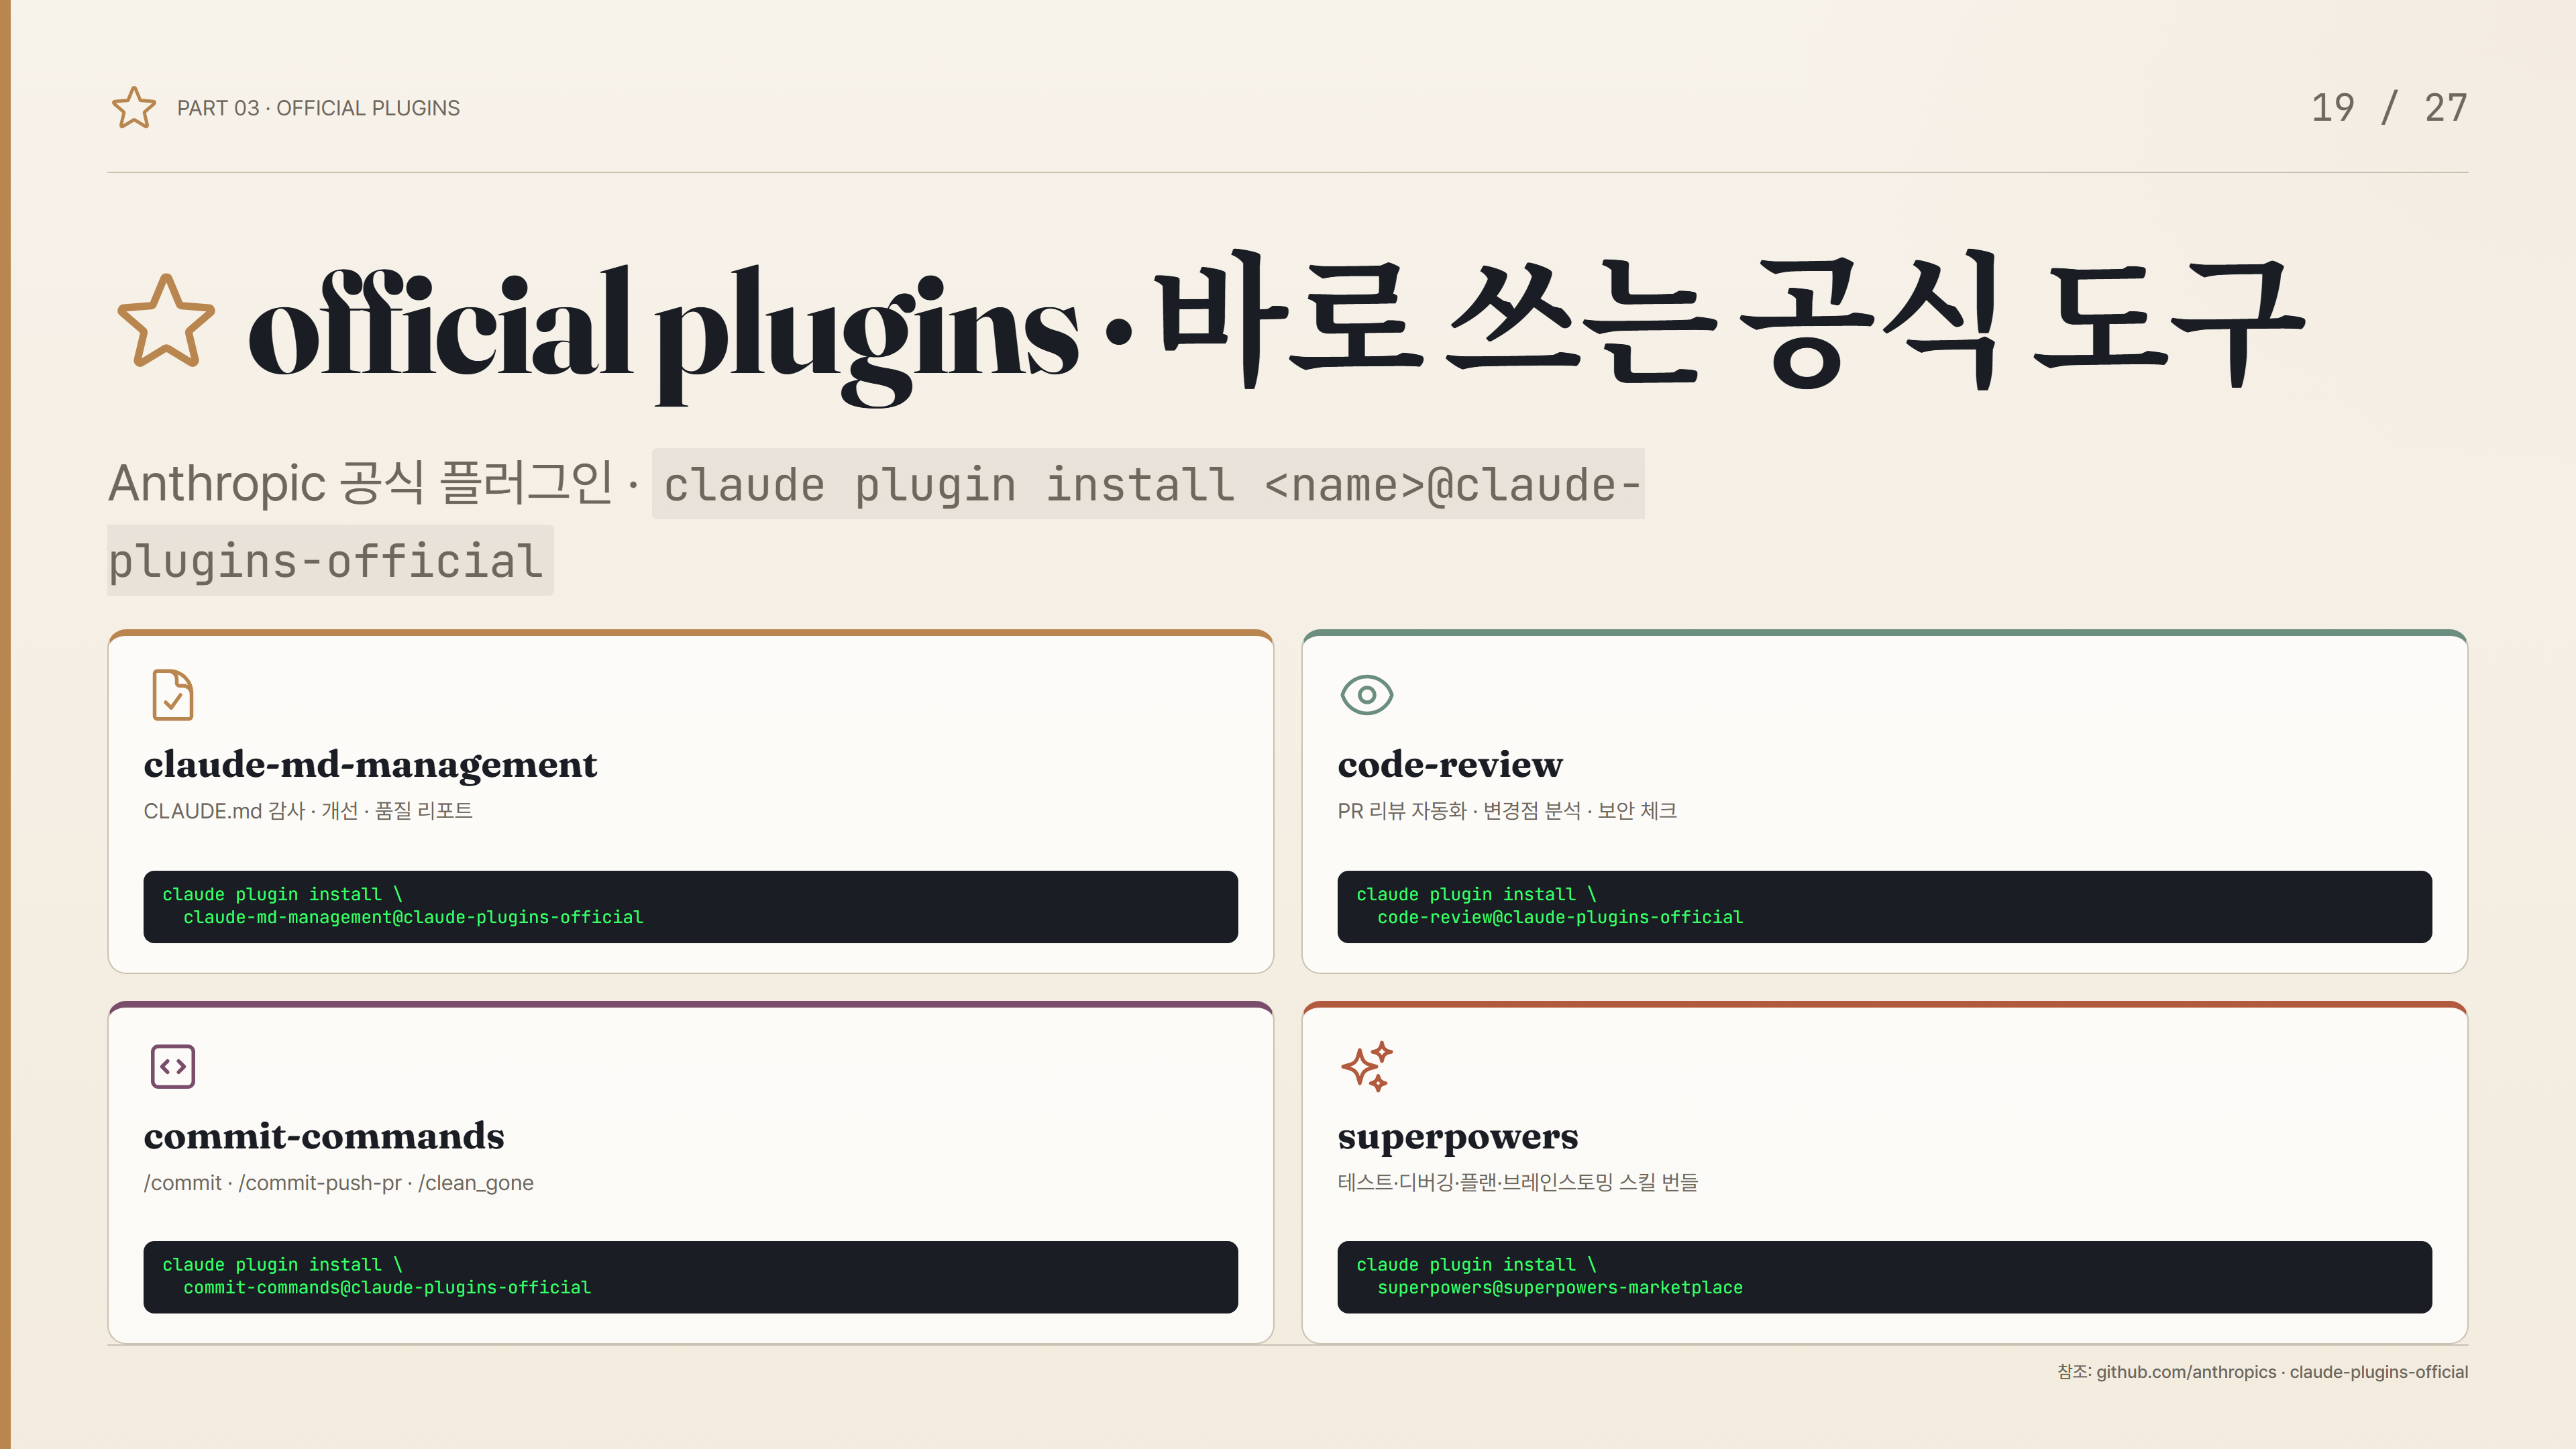 PART 03 · OFFICIAL PLUGINS
19 / 27
official plugins · 바로 쓰는 공식 도구
Anthropic 공식 플러그인 · claude plugin install <name>@claude-
plugins-official
claude-md-management
CLAUDE.md 감사 · 개선 · 품질 리포트
claude plugin install \
claude-md-management@claude-plugins-official
code-review
PR 리뷰 자동화 · 변경점 분석 · 보안 체크
claude plugin install \
code-review@claude-plugins-official
commit-commands
/commit · /commit-push-pr · /clean_gone
claude plugin install \
commit-commands@claude-plugins-official
superpowers
테스트·디버깅·플랜·브레인스토밍 스킬 번들
claude plugin install \
superpowers@superpowers-marketplace
참조: github.com/anthropics · claude-plugins-official